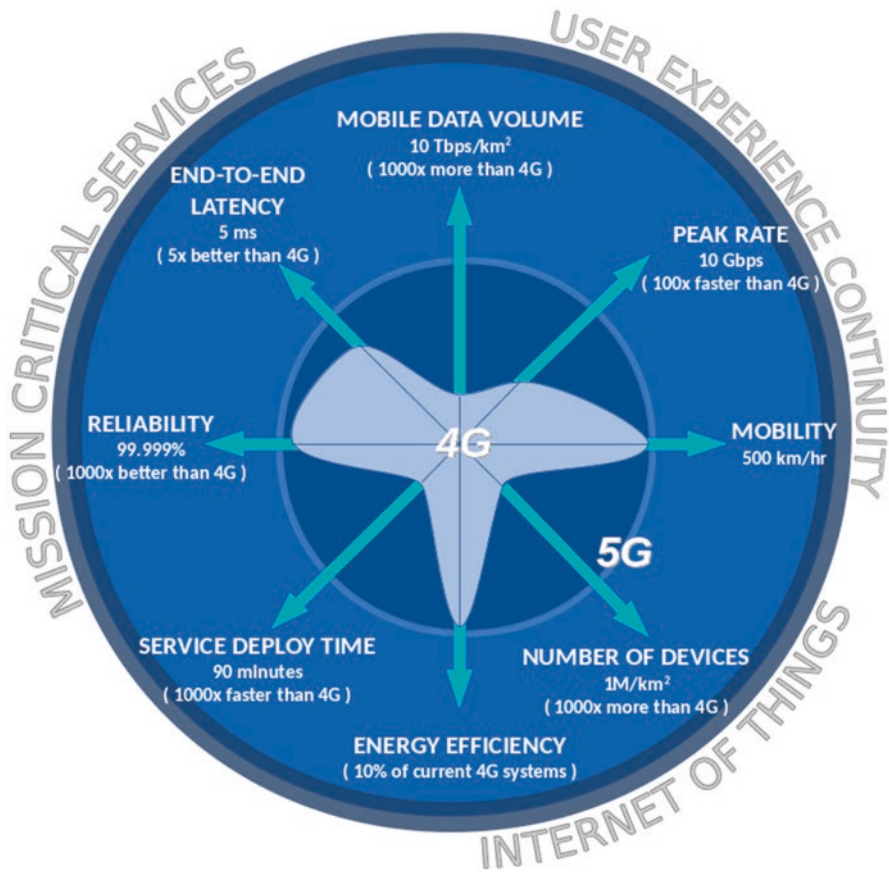 MISSION CRITICAL SERVICES
USER EXPERIENCE CONTINUITY
INTERNET OF THINGS
MOBILE DATA VOLUME
10 Tbps/km²
( 1000x more than 4G )
END-TO-END
LATENCY
5 ms
( 5x better than 4G )
PEAK RATE
10 Gbps
( 100x faster than 4G )
RELIABILITY
99.999%
( 1000x better than 4G )
4G
MOBILITY
500 km/hr
5G
SERVICE DEPLOY TIME
90 minutes
( 1000x faster than 4G )
NUMBER OF DEVICES
1M/km²
( 1000x more than 4G )
ENERGY EFFICIENCY
( 10% of current 4G systems )